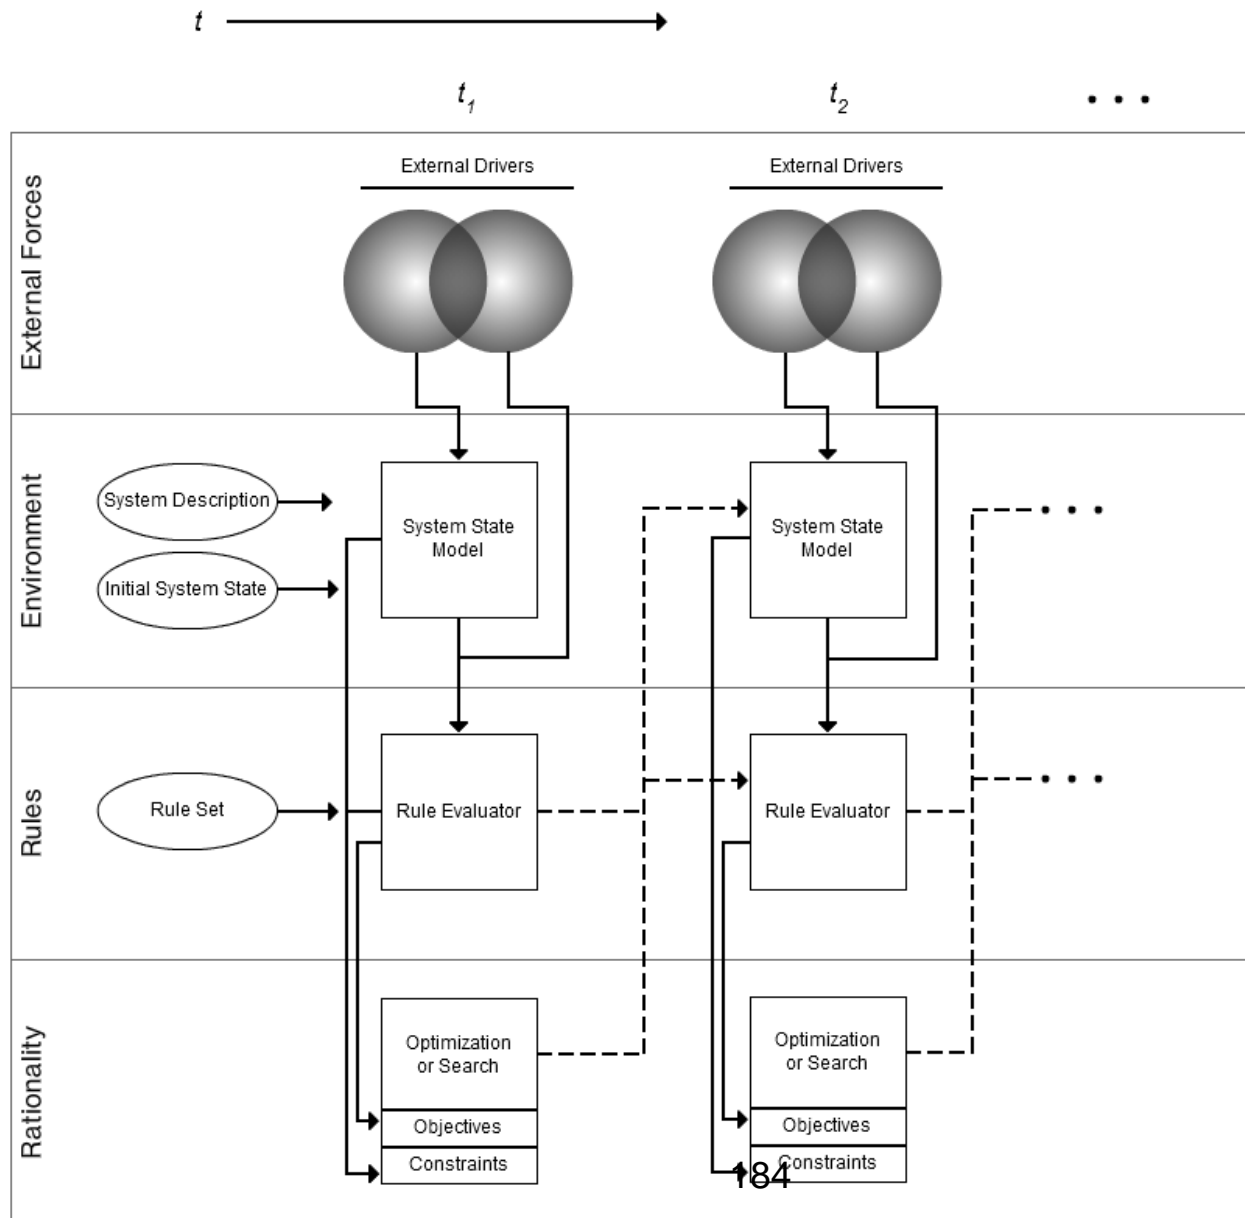 t
t1
t2
External Forces
External Drivers
External Drivers
Environment
System Description
Initial System State
System State
Model
System State
Model
Rules
Rule Set
Rule Evaluator
Rule Evaluator
Rationality
Optimization
or Search
Objectives
Constraints
Optimization
or Search
Objectives
Constraints
184